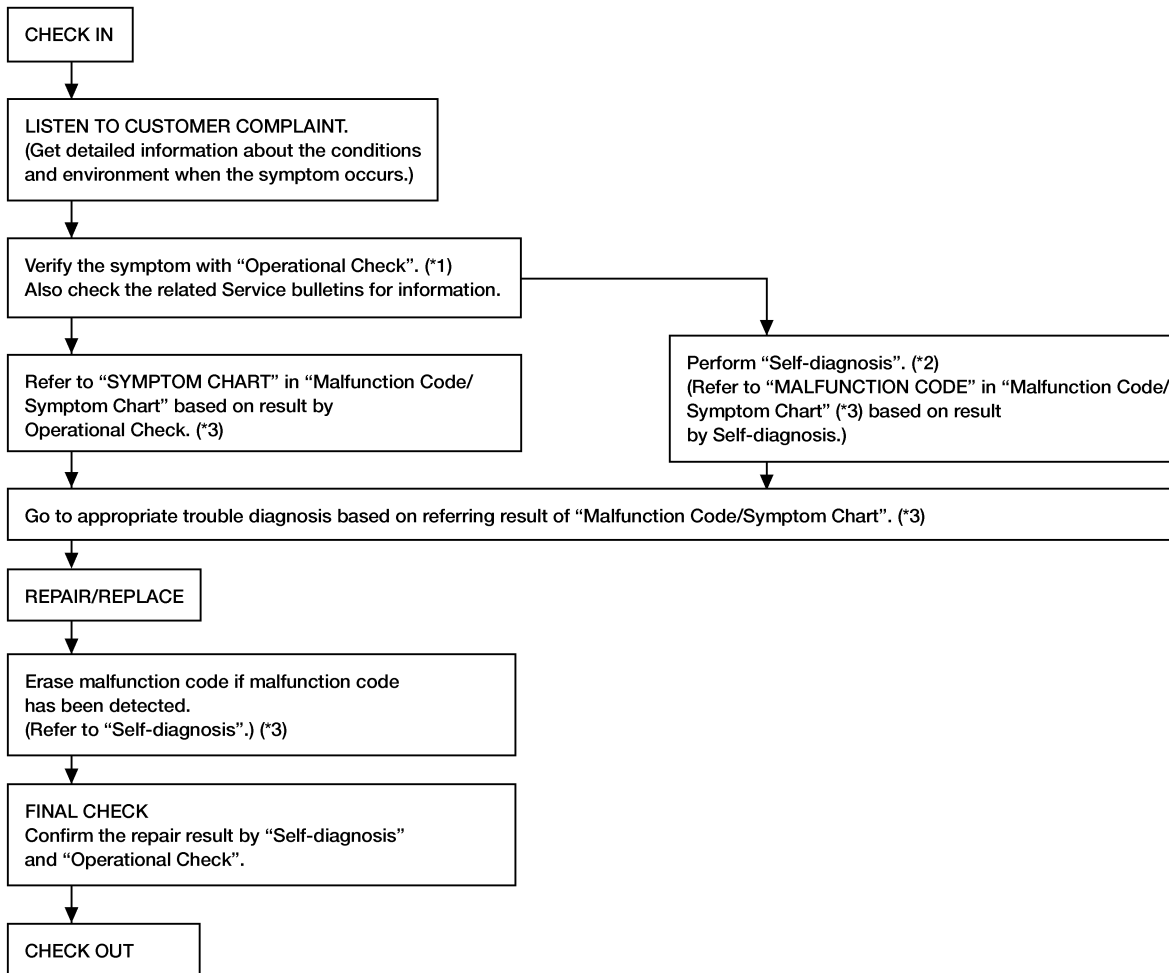 CHECK IN
LISTEN TO CUSTOMER COMPLAINT.
(Get detailed information about the conditions
and environment when the symptom occurs.)
Verify the symptom with “Operational Check”. (*1)
Also check the related Service bulletins for information.
Perform “Self-diagnosis”. (*2)
(Refer to “MALFUNCTION CODE” in “Malfunction Code/
Symptom Chart” (*3) based on result
by Self-diagnosis.)
Refer to “SYMPTOM CHART” in “Malfunction Code/
Symptom Chart” based on result by
Operational Check. (*3)
Go to appropriate trouble diagnosis based on referring result of “Malfunction Code/Symptom Chart”. (*3)
REPAIR/REPLACE
Erase malfunction code if malfunction code
has been detected.
(Refer to “Self-diagnosis”.) (*3)
FINAL CHECK
Confirm the repair result by “Self-diagnosis”
and “Operational Check”.
CHECK OUT